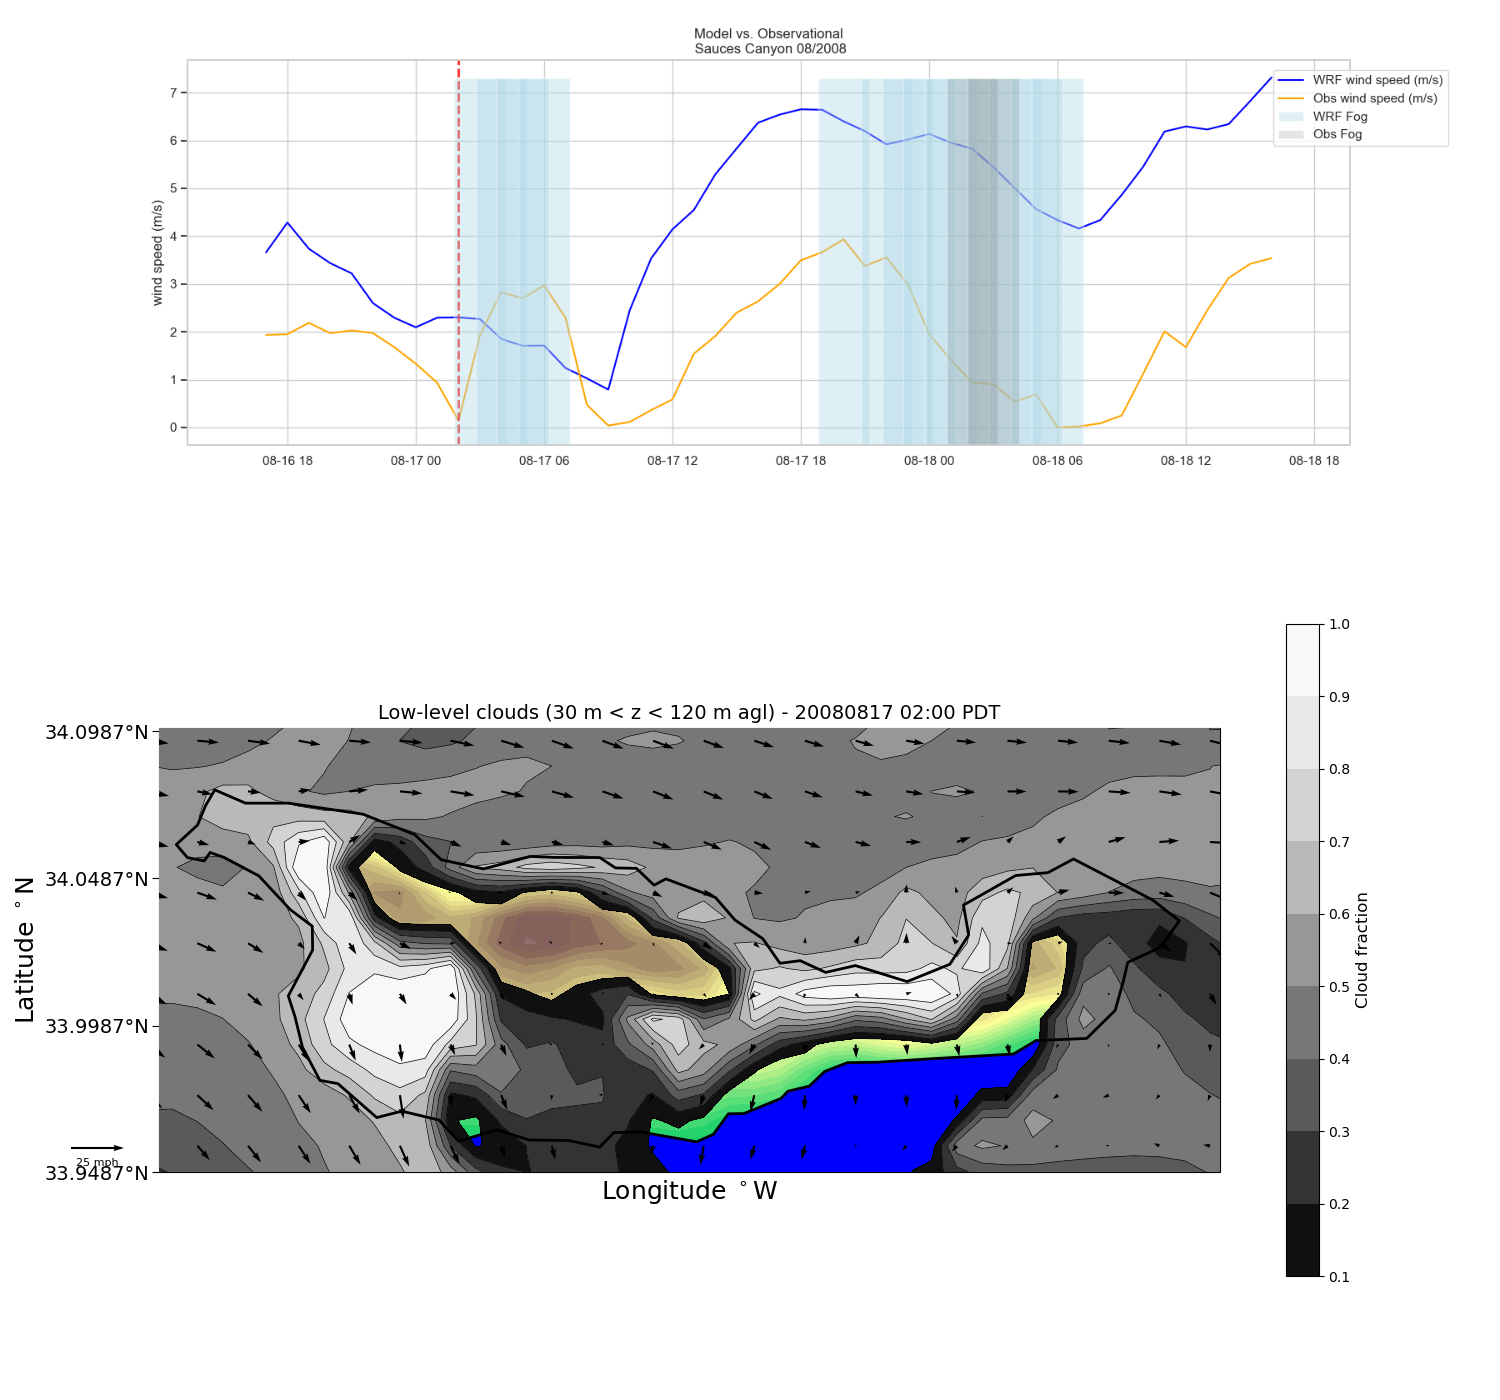 Model vs. Observational
Sauces Canyon 08/2008
7
6
5
4
3
2
1
0
wind speed (m/s)
WRF wind speed (m/s)
Obs wind speed (m/s)
WRF Fog
Obs Fog
08-16 18
08-17 00
08-17 06
08-17 12
08-17 18
08-18 00
08-18 06
08-18 12
08-18 18
Low-level clouds (30 m < z < 120 m agl) - 20080817 02:00 PDT
34.0987°N
34.0487°N
33.9987°N
33.9487°N
Latitude °N
25 mph
Longitude °W
1.0
0.9
0.8
0.7
0.6
0.5
0.4
0.3
0.2
0.1
Cloud fraction